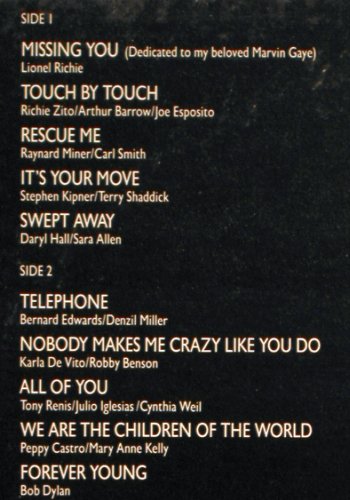 SIDE 1
MISSING YOU (Dedicated to my beloved Marvin Gaye)
Lionel Richie
TOUCH BY TOUCH
Richie Zito/Arthur Barrow/Joe Esposito
RESCUE ME
Raynard Miner/Carl Smith
IT'S YOUR MOVE
Stephen Kipner/Terry Shaddick
SWEPT AWAY
Daryl Hall/Sara Allen
SIDE 2
TELEPHONE
Bernard Edwards/Denzil Miller
NOBODY MAKES ME CRAZY LIKE YOU DO
Karla De Vito/Robby Benson
ALL OF YOU
Tony Renis/Julio Iglesias/Cynthia Weil
WE ARE THE CHILDREN OF THE WORLD
Peppy Castro/Mary Anne Kelly
FOREVER YOUNG
Bob Dylan